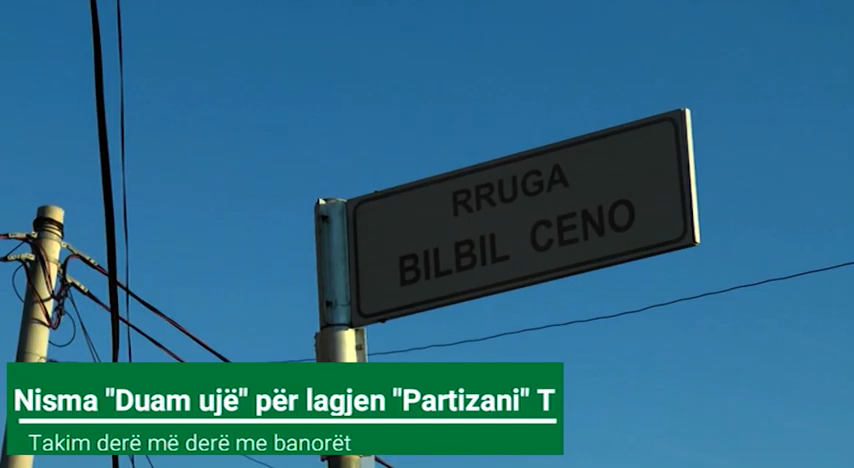 RRUGA
BILBIL CENO
Nisma "Duam ujë" për lagjen "Partizani" T
Takim derë më derë me banorët